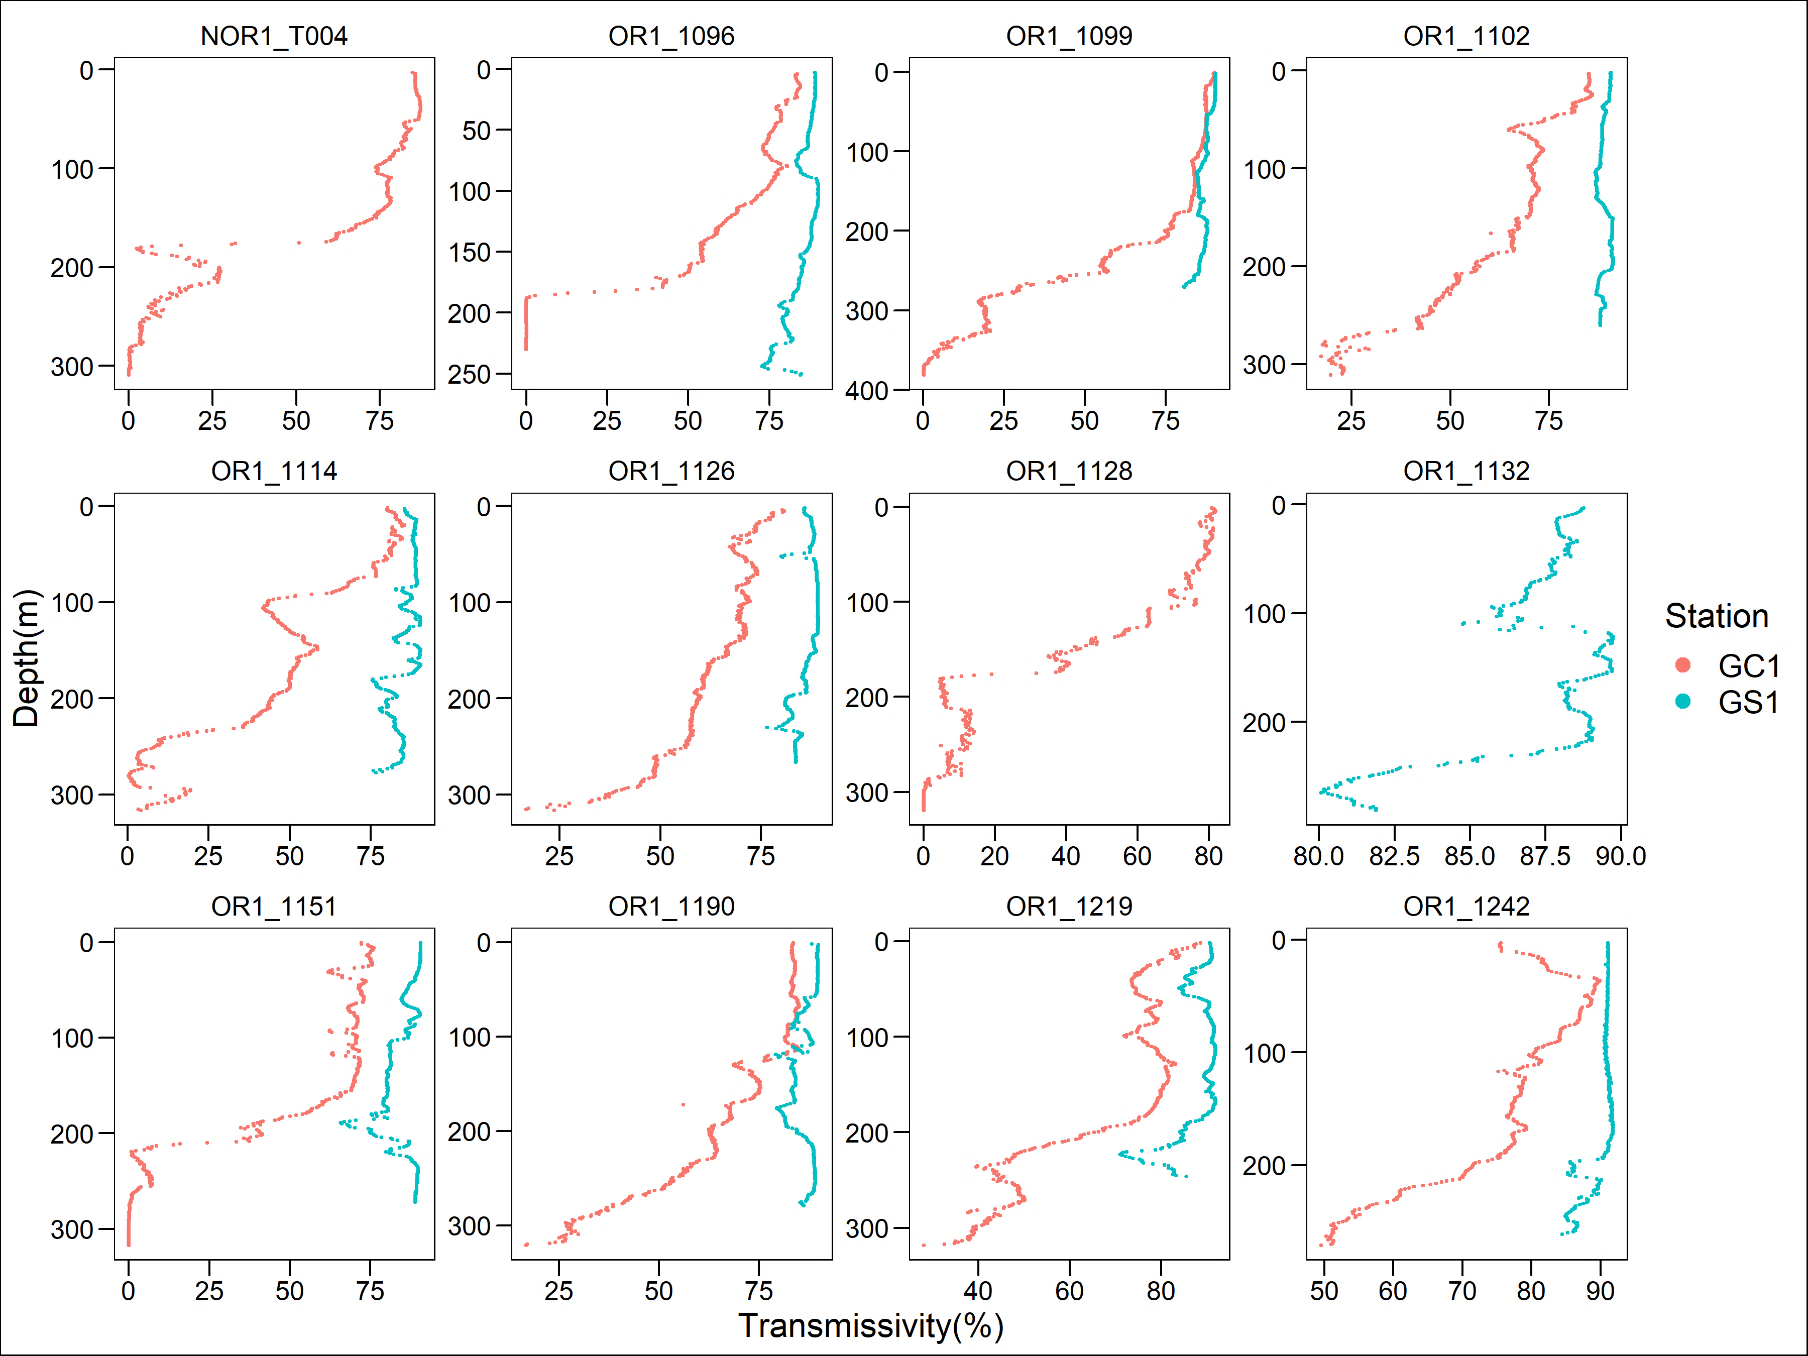 NOR1_T004 OR1_1096 OR1_1099 OR1_1102
0 100 200 300
0 50 100 150 200 250
0 100 200 300 400
0 100 200 300
0 25 50 75
0 25 50 75
0 25 50 75
25 50 75
OR1_1114 OR1_1126 OR1_1128 OR1_1132
0 100 200 300
0 100 200 300
0 100 200 300
0 100 200
0 25 50 75
25 50 75
0 20 40 60 80
80.0 82.5 85.0 87.5 90.0
OR1_1151 OR1_1190 OR1_1219 OR1_1242
0 100 200 300
0 100 200 300
0 100 200 300
0 100 200
0 25 50 75
25 50 75
40 60 80
50 60 70 80 90
Depth(m)
Transmissivity(%)
Station
GC1
GS1